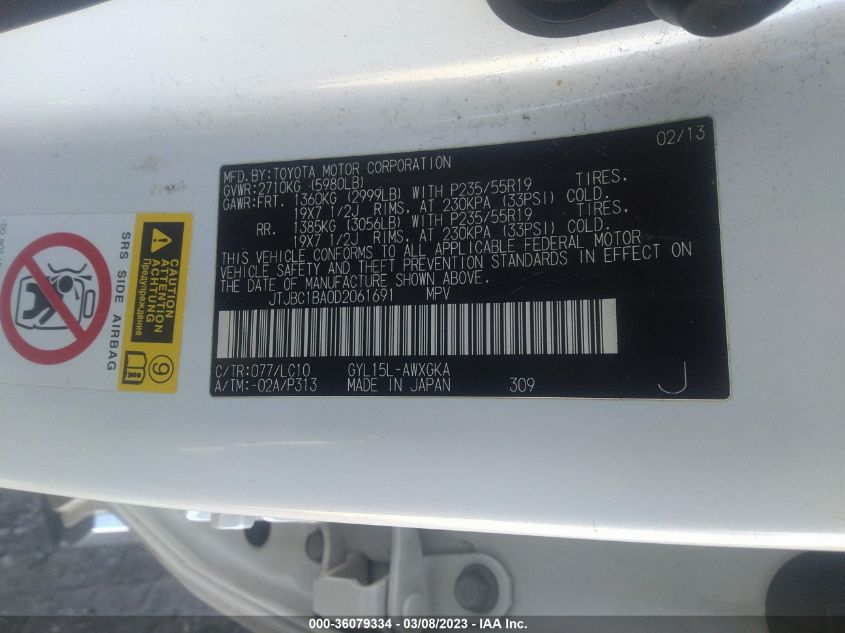 02/13
MFD.BY:TOYOTA MOTOR CORPORATION
GVWR:2710KG (5980LB)
GAWR:FRT. 1360KG (2999LB) WITH P235/55R19 TIRES.
19X7 1/2J RIMS, AT 230KPA (33PSI) COLD.
RR. 1385KG (3056LB) WITH P235/55R19 TIRES.
19X7 1/2J RIMS, AT 230KPA (33PSI) COLD.
THIS VEHICLE CONFORMS TO ALL APPLICABLE FEDERAL MOTOR
VEHICLE SAFETY AND THEFT PREVENTION STANDARDS IN EFFECT ON
THE DATE OF MANUFACTURE SHOWN ABOVE.
JTJBC1BA0D2061691 MPV
C/TR:077/LC10 GYL15L-AWXGKA
A/TM:-02A/P313 MADE IN JAPAN 309 J
SRS SIDE AIRBAG
CAUTION
ATTENTION
ACHTUNG
Предупреждение
9
000-36079334 - 03/08/2023 - IAA Inc.